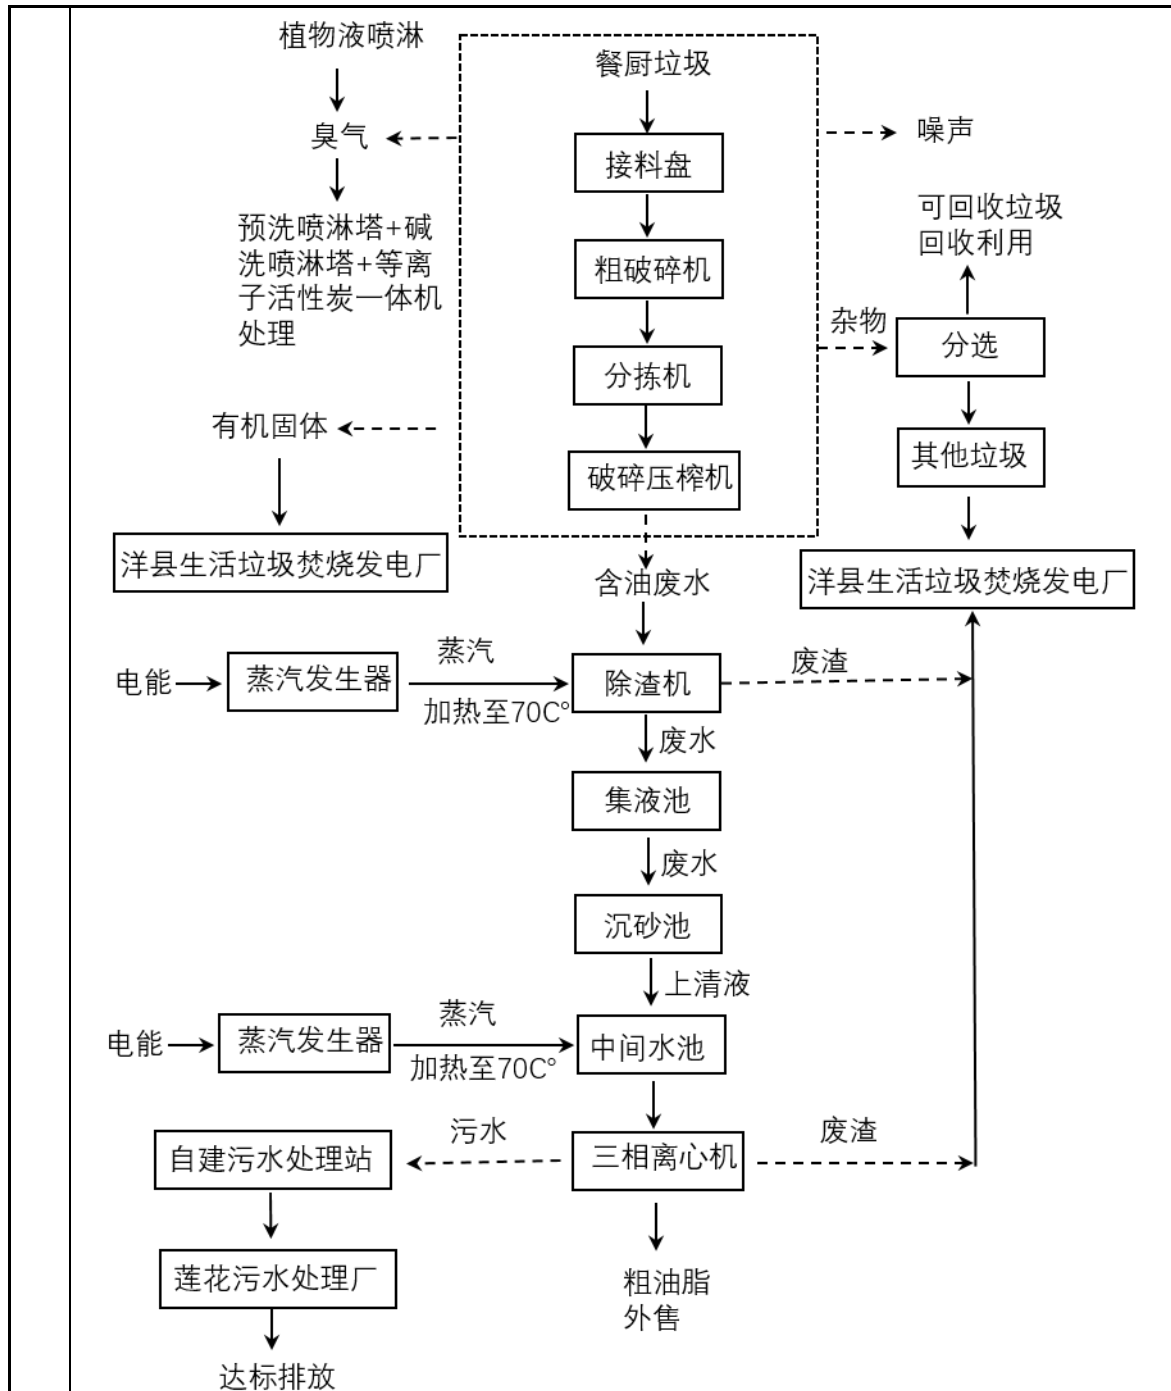 植物液喷淋
餐厨垃圾
臭气
噪声
接料盘
可回收垃圾
回收利用
预洗喷淋塔+碱
洗喷淋塔+等离
子活性炭一体机
处理
粗破碎机
杂物
分选
分拣机
有机固体
其他垃圾
破碎压榨机
洋县生活垃圾焚烧发电厂
含油废水
洋县生活垃圾焚烧发电厂
电能
蒸汽发生器
蒸汽
加热至70C°
除渣机
废渣
废水
集液池
废水
沉砂池
上清液
电能
蒸汽发生器
蒸汽
加热至70C°
中间水池
自建污水处理站
污水
三相离心机
废渣
莲花污水处理厂
粗油脂
外售
达标排放